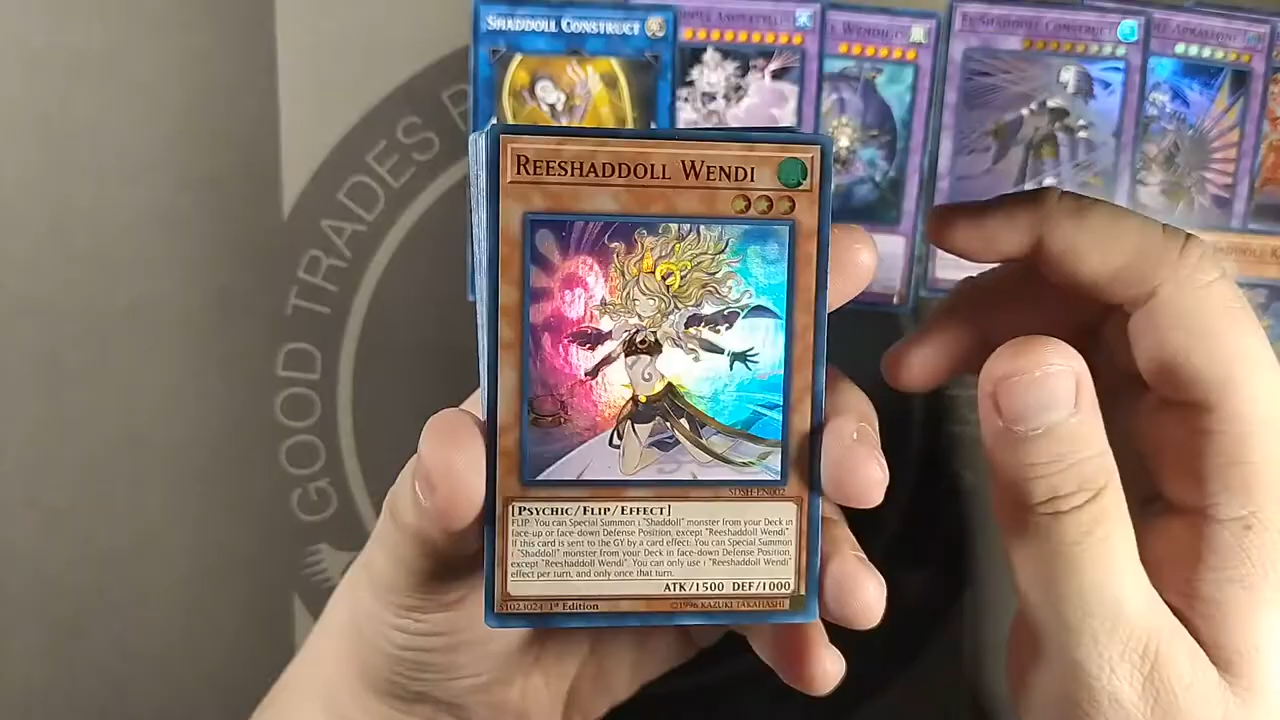 SHADDOLL CONSTRUCT
EL SHADDOLL CONSTRUCT
GOOD TRADES
REESHADDOLL WENDI
SDSH-EN002
[PSYCHIC/FLIP/EFFECT]
FLIP: You can Special Summon 1 "Shaddoll" monster from your Deck in
face-up or face-down Defense Position, except "Reeshaddoll Wendi".
If this card is sent to the GY by a card effect: You can Special Summon
1 "Shaddoll" monster from your Deck in face-down Defense Position,
except "Reeshaddoll Wendi". You can only use 1 "Reeshaddoll Wendi"
effect per turn, and only once that turn.
ATK/1500 DEF/1000
51023024 1st Edition
©1996 KAZUKI TAKAHASHI